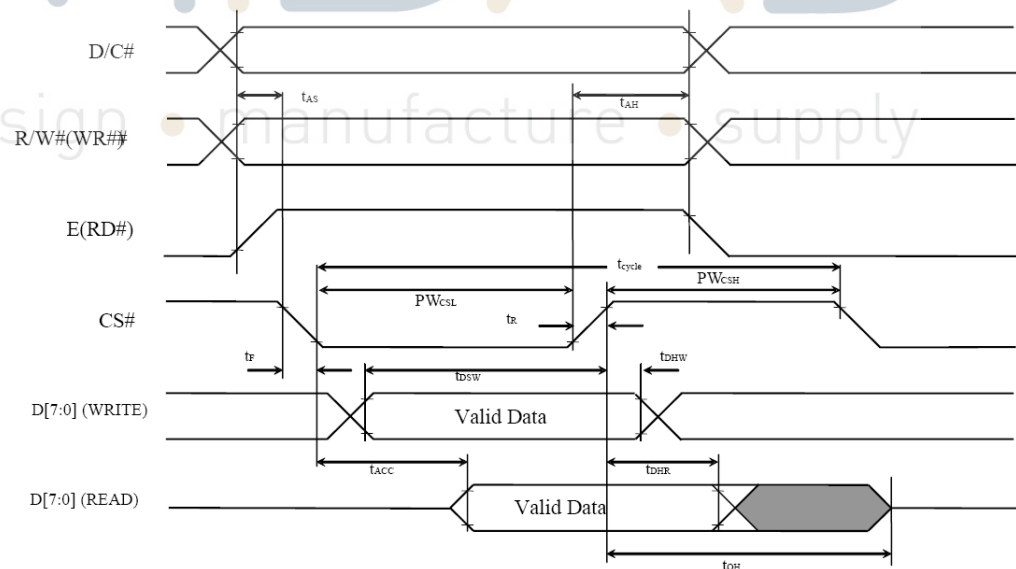 D/C#
tAS
tAH
sign • manufacture • supply
R/W#(WR#)
E(RD#)
tcycle
PWCSL
PWCSH
CS#
tR
tF
tDSW
tDHW
D[7:0] (WRITE)
Valid Data
tACC
tDHR
D[7:0] (READ)
Valid Data
tOH